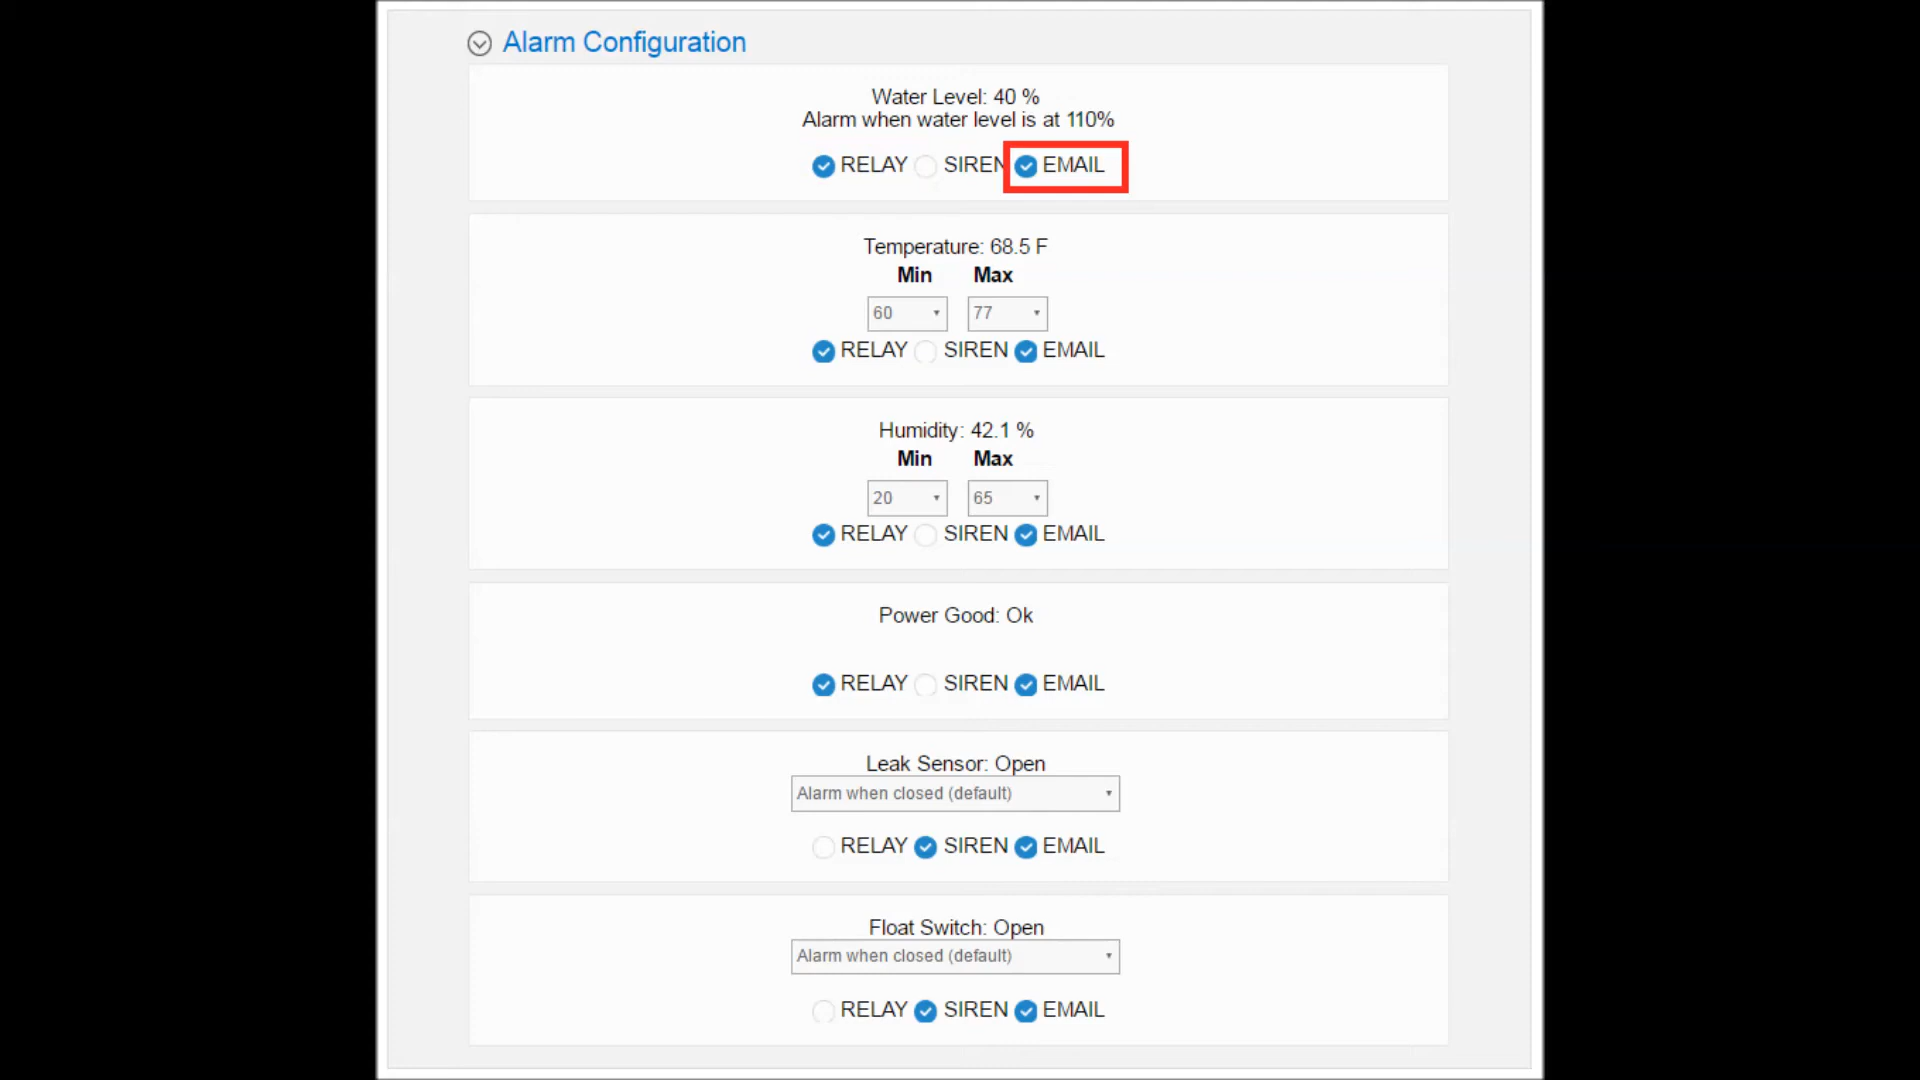 Alarm Configuration
Water Level: 40 %
Alarm when water level is at 110%
RELAY SIREN EMAIL
Temperature: 68.5 F
Min Max
60 77
RELAY SIREN EMAIL
Humidity: 42.1 %
Min Max
20 65
RELAY SIREN EMAIL
Power Good: Ok
RELAY SIREN EMAIL
Leak Sensor: Open
Alarm when closed (default)
RELAY SIREN EMAIL
Float Switch: Open
Alarm when closed (default)
RELAY SIREN EMAIL